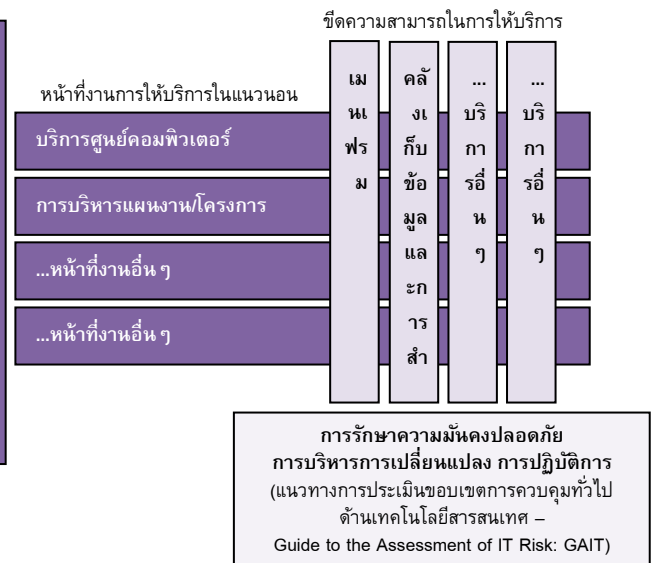 ขีดความสามารถในการให้บริการ
หน้าที่งานการให้บริการในแนวนอน
บริการศูนย์คอมพิวเตอร์
การบริหารแผนงาน/โครงการ
...หน้าที่งานอื่น ๆ
...หน้าที่งานอื่น ๆ
เม
นเ
ฟร
ม
คลั
งเ
ก็บ
ข้อ
มูล
แล
ะก
าร
สำ
...
บริ
กา
รอื่
น
ๆ
...
บริ
กา
รอื่
น
ๆ
การรักษาความมั่นคงปลอดภัย
การบริหารการเปลี่ยนแปลง การปฏิบัติการ
(แนวทางการประเมินขอบเขตการควบคุมทั่วไป
ด้านเทคโนโลยีสารสนเทศ –
Guide to the Assessment of IT Risk: GAIT)